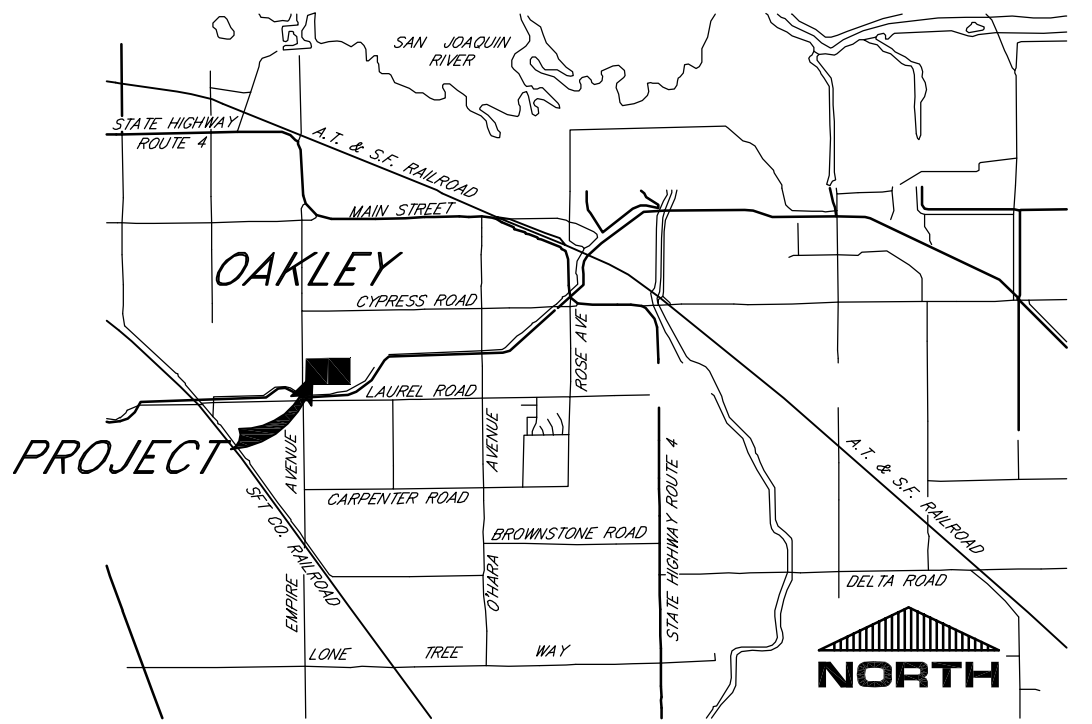 SAN JOAQUIN
RIVER
STATE HIGHWAY
ROUTE 4
A.T. & S.F. RAILROAD
MAIN STREET
OAKLEY
CYPRESS ROAD
ROSE AVE
LAUREL ROAD
PROJECT
AVENUE
AVENUE
A.T. & S.F. RAILROAD
CARPENTER ROAD
SFT CO. RAILROAD
STATE HIGHWAY ROUTE 4
BROWNSTONE ROAD
O'HARA
EMPIRE
DELTA ROAD
LONE TREE WAY
NORTH